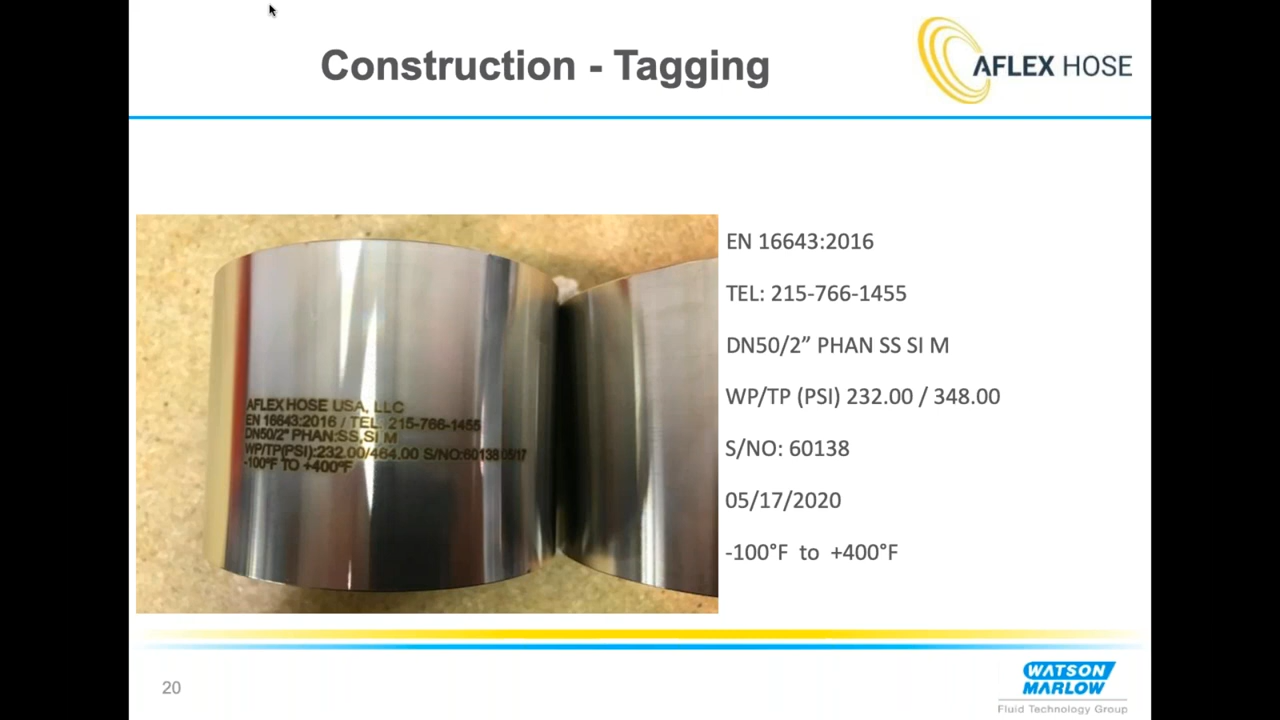 Construction - Tagging
AFLEX HOSE
AFLEX HOSE USA, LLC
EN 16643:2016 / TEL: 215-766-1455
DN50/2" PHAN:SS,SI M
WP/TP(PSI):232.00/464.00 S/NO:60138 05/17
-100°F TO +400°F
EN 16643:2016
TEL: 215-766-1455
DN50/2” PHAN SS SI M
WP/TP (PSI) 232.00 / 348.00
S/NO: 60138
05/17/2020
-100°F to +400°F
20
WATSON
MARLOW
Fluid Technology Group